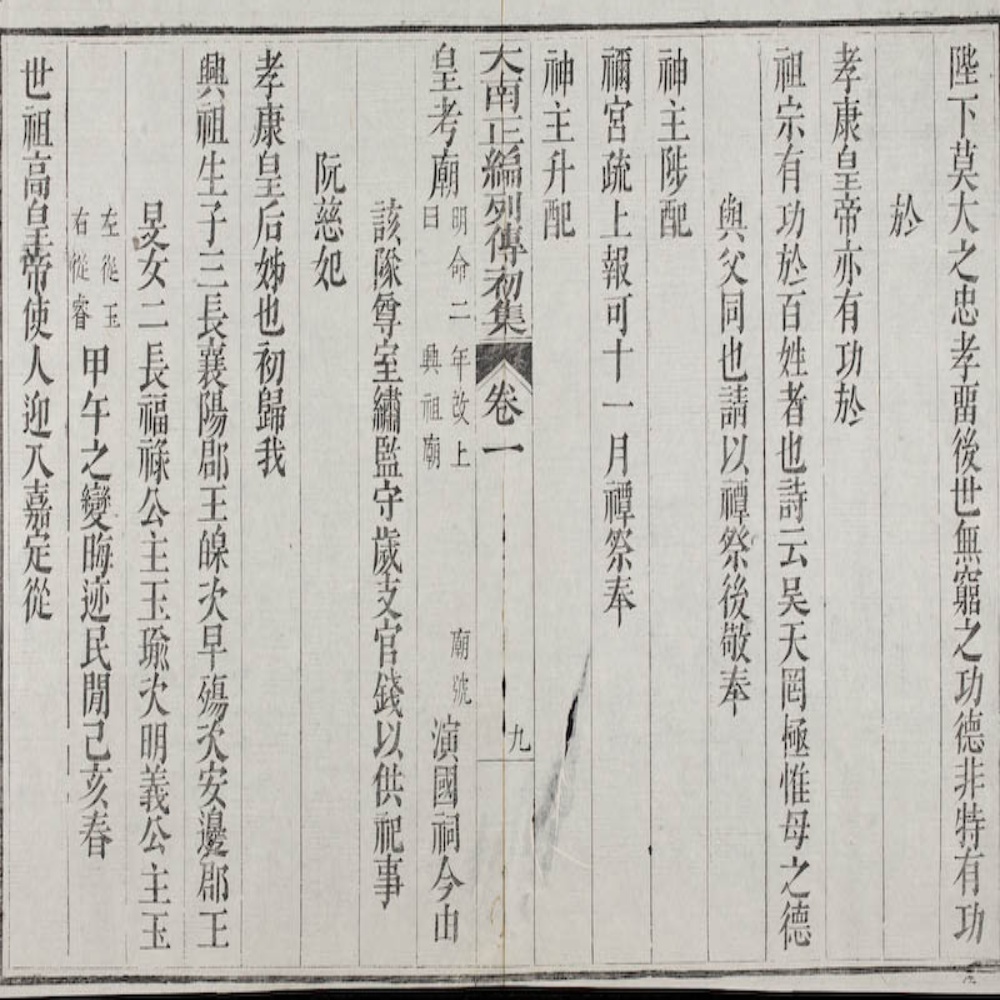 陛下莫大之忠孝畱後世無窮之功德非特有功
於
孝康皇帝亦有功於
祖宗有功於百姓者也詩云吴天罔極惟母之德
與父同也請以禫祭後敬奉
神主陟配
禰宮疏上報可十一月禫祭奉
神主升配
大南正編列傳初集 卷一 九
皇考廟明命二年改上廟號曰興祖廟演國祠今由
該隊尊室繡監守歲支官錢以供祀事
阮慈妃
孝康皇后姊也初歸我
興祖生子三長襄陽郡王皞次早殤次安邊郡王
旻女二長福祿公主玉瑜次明義公主玉
左從玉右從睿甲午之變晦迹民閒己亥春
世祖高皇帝使人迎入嘉定從